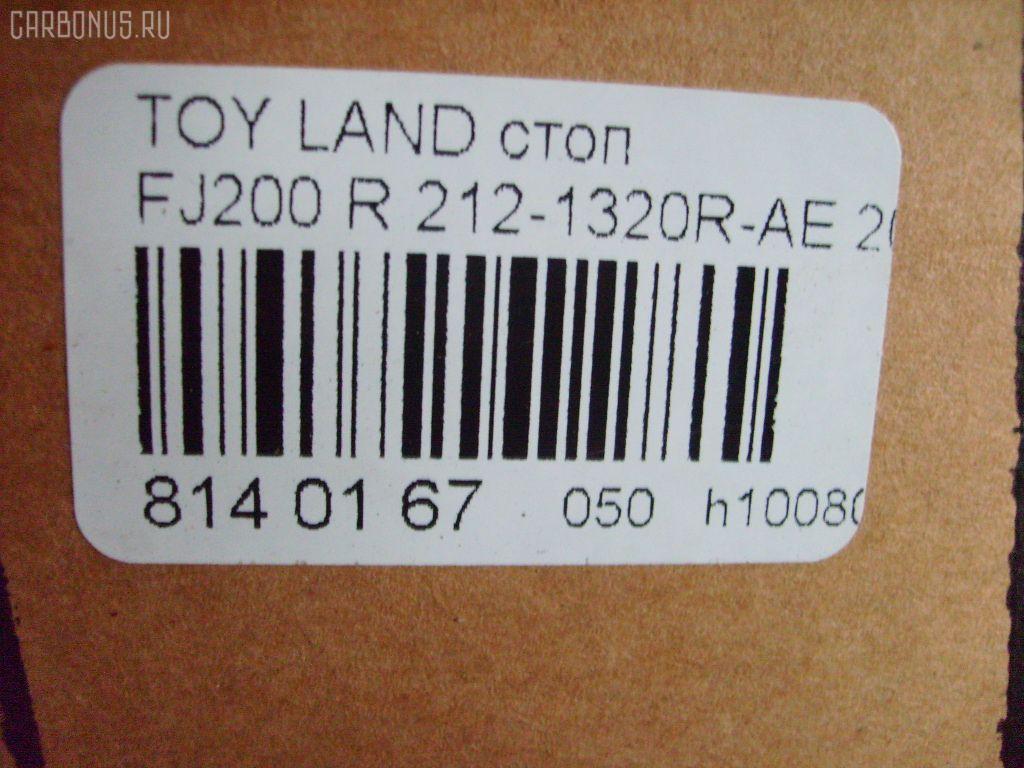 CARBONUS.RU
TOY LAND стоп
FJ200 R 212-1320R-AE
814 01 67 050